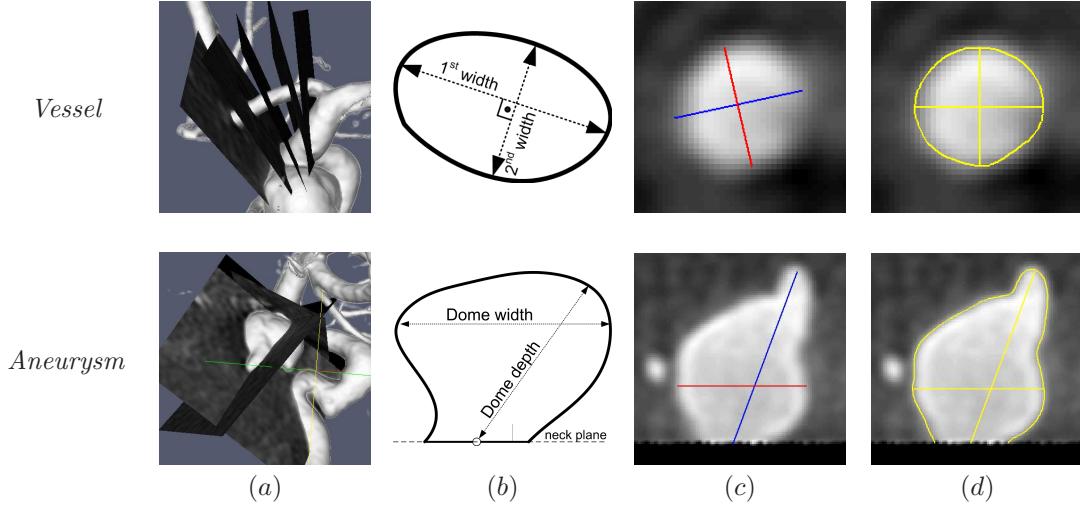 Vessel
1st width
2nd width
Aneurysm
Dome width
Dome depth
neck plane
(a) (b) (c) (d)